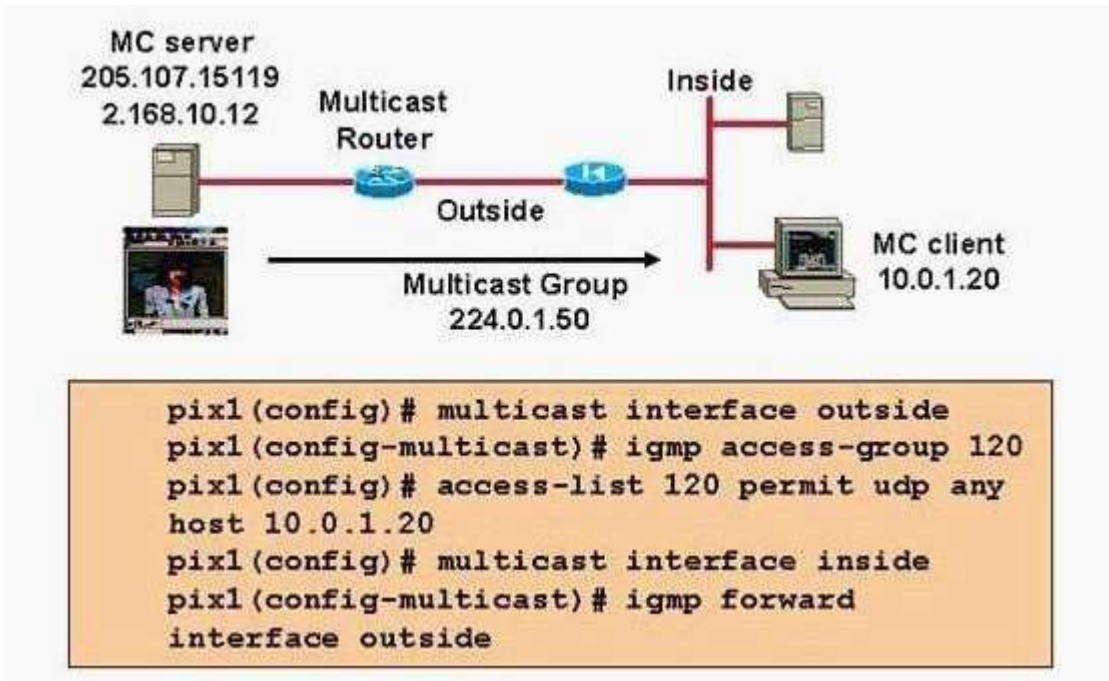 MC server
205.107.15119
2.168.10.12
Multicast
Router
Inside
Outside
MC client
10.0.1.20
Multicast Group
224.0.1.50
pix1(config)# multicast interface outside
pix1(config-multicast)# igmp access-group 120
pix1(config)# access-list 120 permit udp any
host 10.0.1.20
pix1(config)# multicast interface inside
pix1(config-multicast)# igmp forward
interface outside